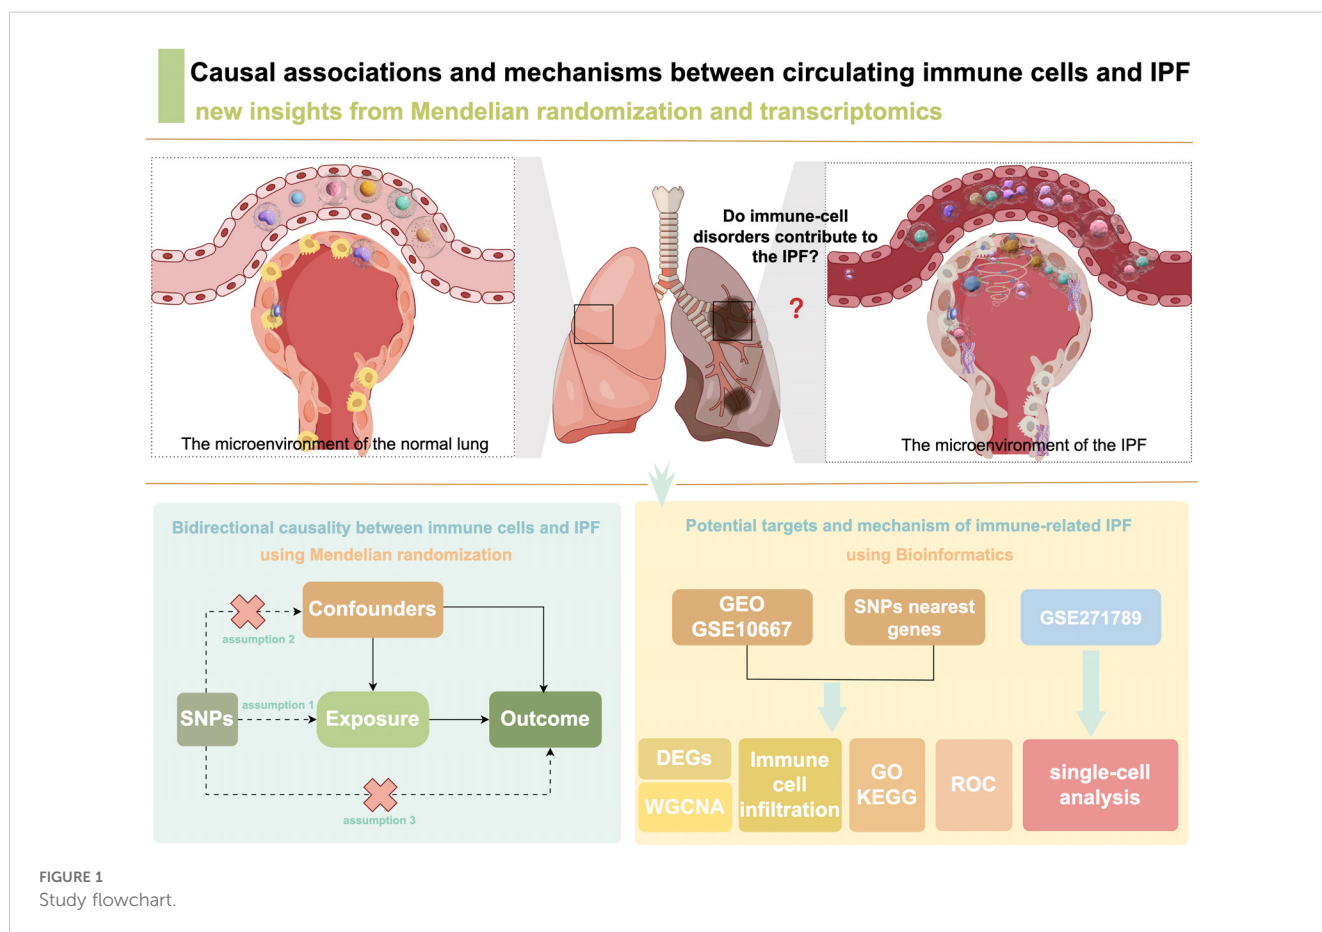 Causal associations and mechanisms between circulating immune cells and IPF
new insights from Mendelian randomization and transcriptomics
Do immune-cell
disorders contribute to
the IPF?
?
The microenvironment of the normal lung
The microenvironment of the IPF
Bidirectional causality between immune cells and IPF
using Mendelian randomization
Confounders
assumption 2
SNPs
assumption 1
Exposure
Outcome
assumption 3
Potential targets and mechanism of immune-related IPF
using Bioinformatics
GEO
GSE10667
SNPs nearest
genes
GSE271789
DEGs
WGCNA
Immune
cell
infiltration
GO
KEGG
ROC
single-cell
analysis
FIGURE 1
Study flowchart.